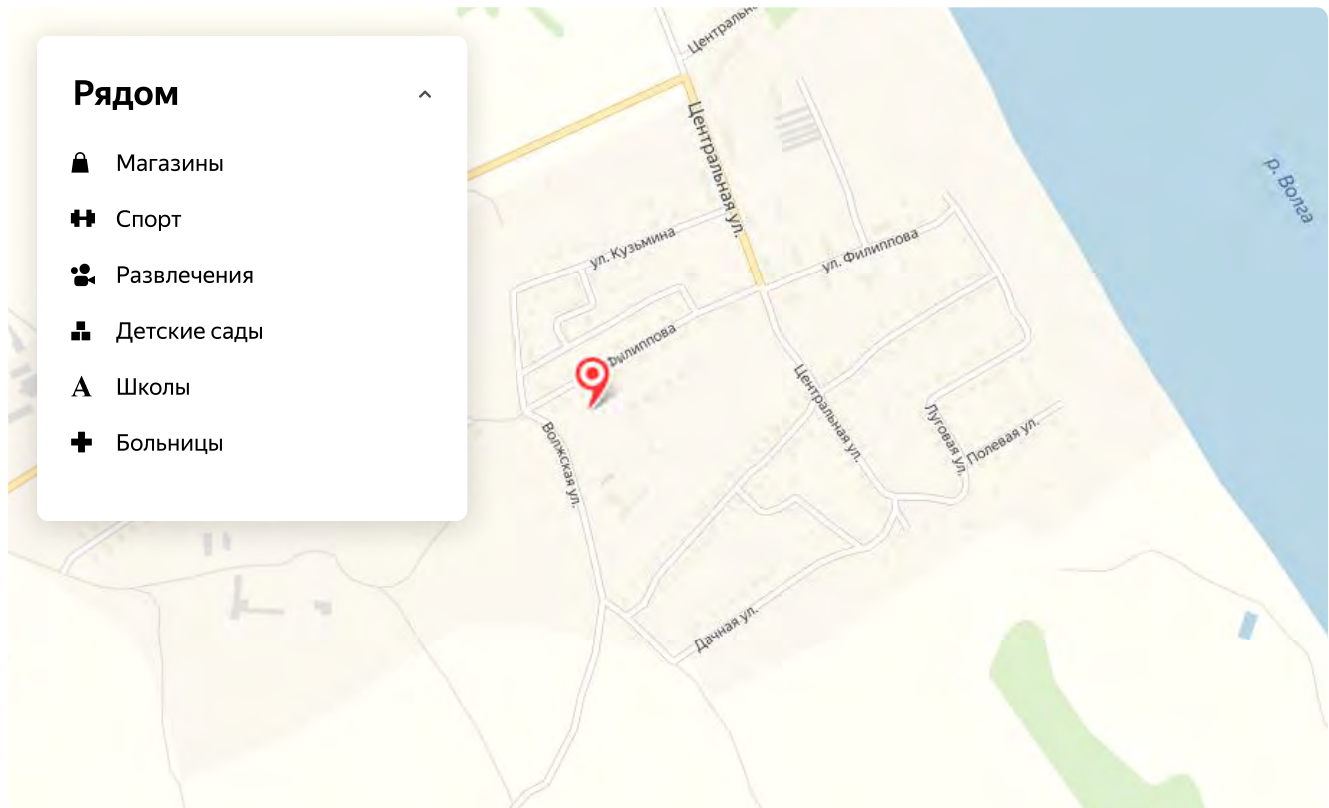 Рядом
Магазины
Спорт
Развлечения
Детские сады
Школы
Больницы
Центральная
Центральная ул.
р. Волга
ул. Кузьмина
ул. Филиппова
Филиппова
Центральная ул.
Луговая ул.
Полевая ул.
Волжская ул.
Дачная ул.